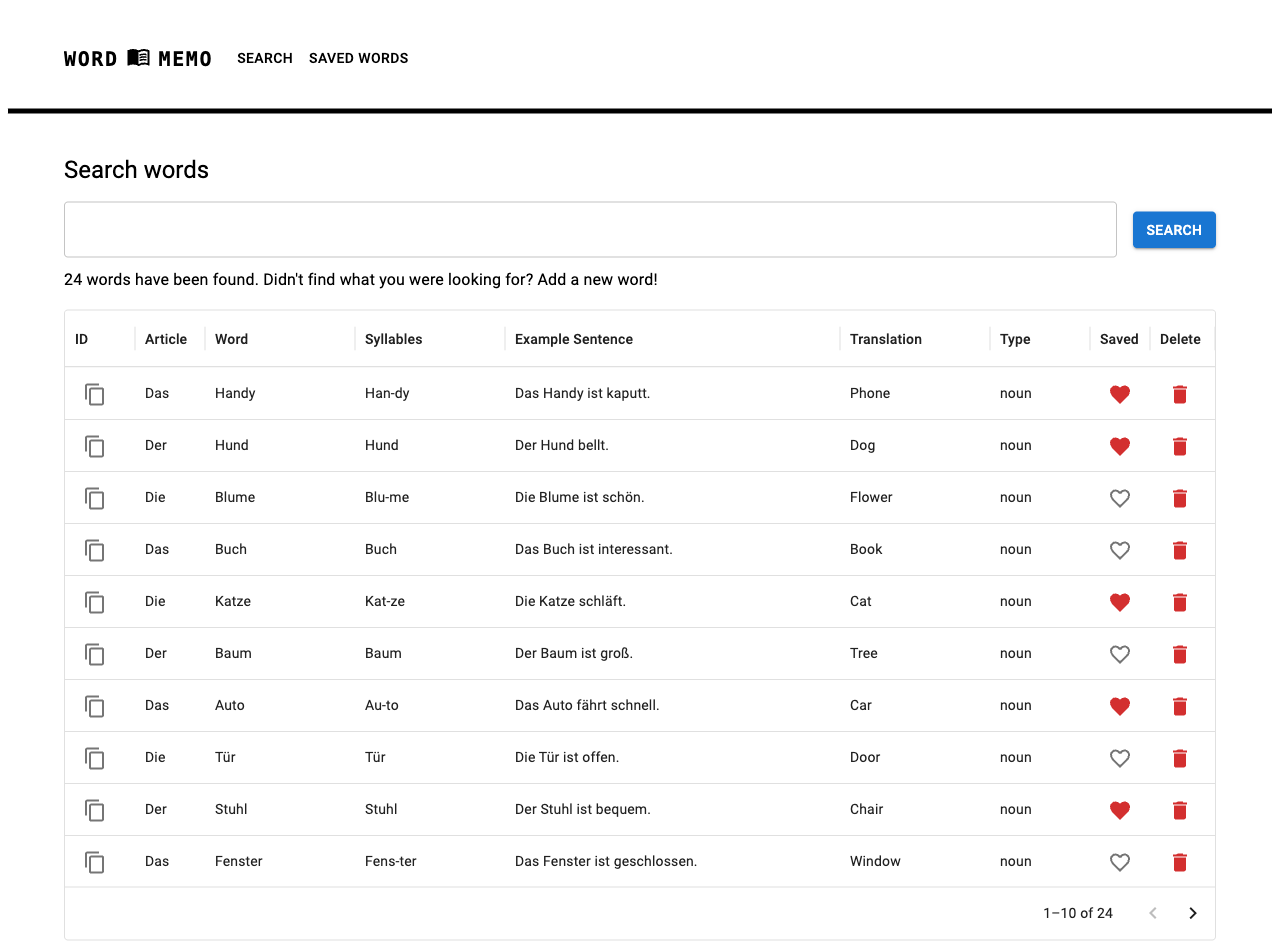 WORD MEMO SEARCH SAVED WORDS
Search words
SEARCH
24 words have been found. Didn't find what you were looking for? Add a new word!
ID Article Word Syllables Example Sentence Translation Type Saved Delete
Das Handy Han-dy Das Handy ist kaputt. Phone noun
Der Hund Hund Der Hund bellt. Dog noun
Die Blume Blu-me Die Blume ist schön. Flower noun
Das Buch Buch Das Buch ist interessant. Book noun
Die Katze Kat-ze Die Katze schläft. Cat noun
Der Baum Baum Der Baum ist groß. Tree noun
Das Auto Au-to Das Auto fährt schnell. Car noun
Die Tür Tür Die Tür ist offen. Door noun
Der Stuhl Stuhl Der Stuhl ist bequem. Chair noun
Das Fenster Fens-ter Das Fenster ist geschlossen. Window noun
1–10 of 24